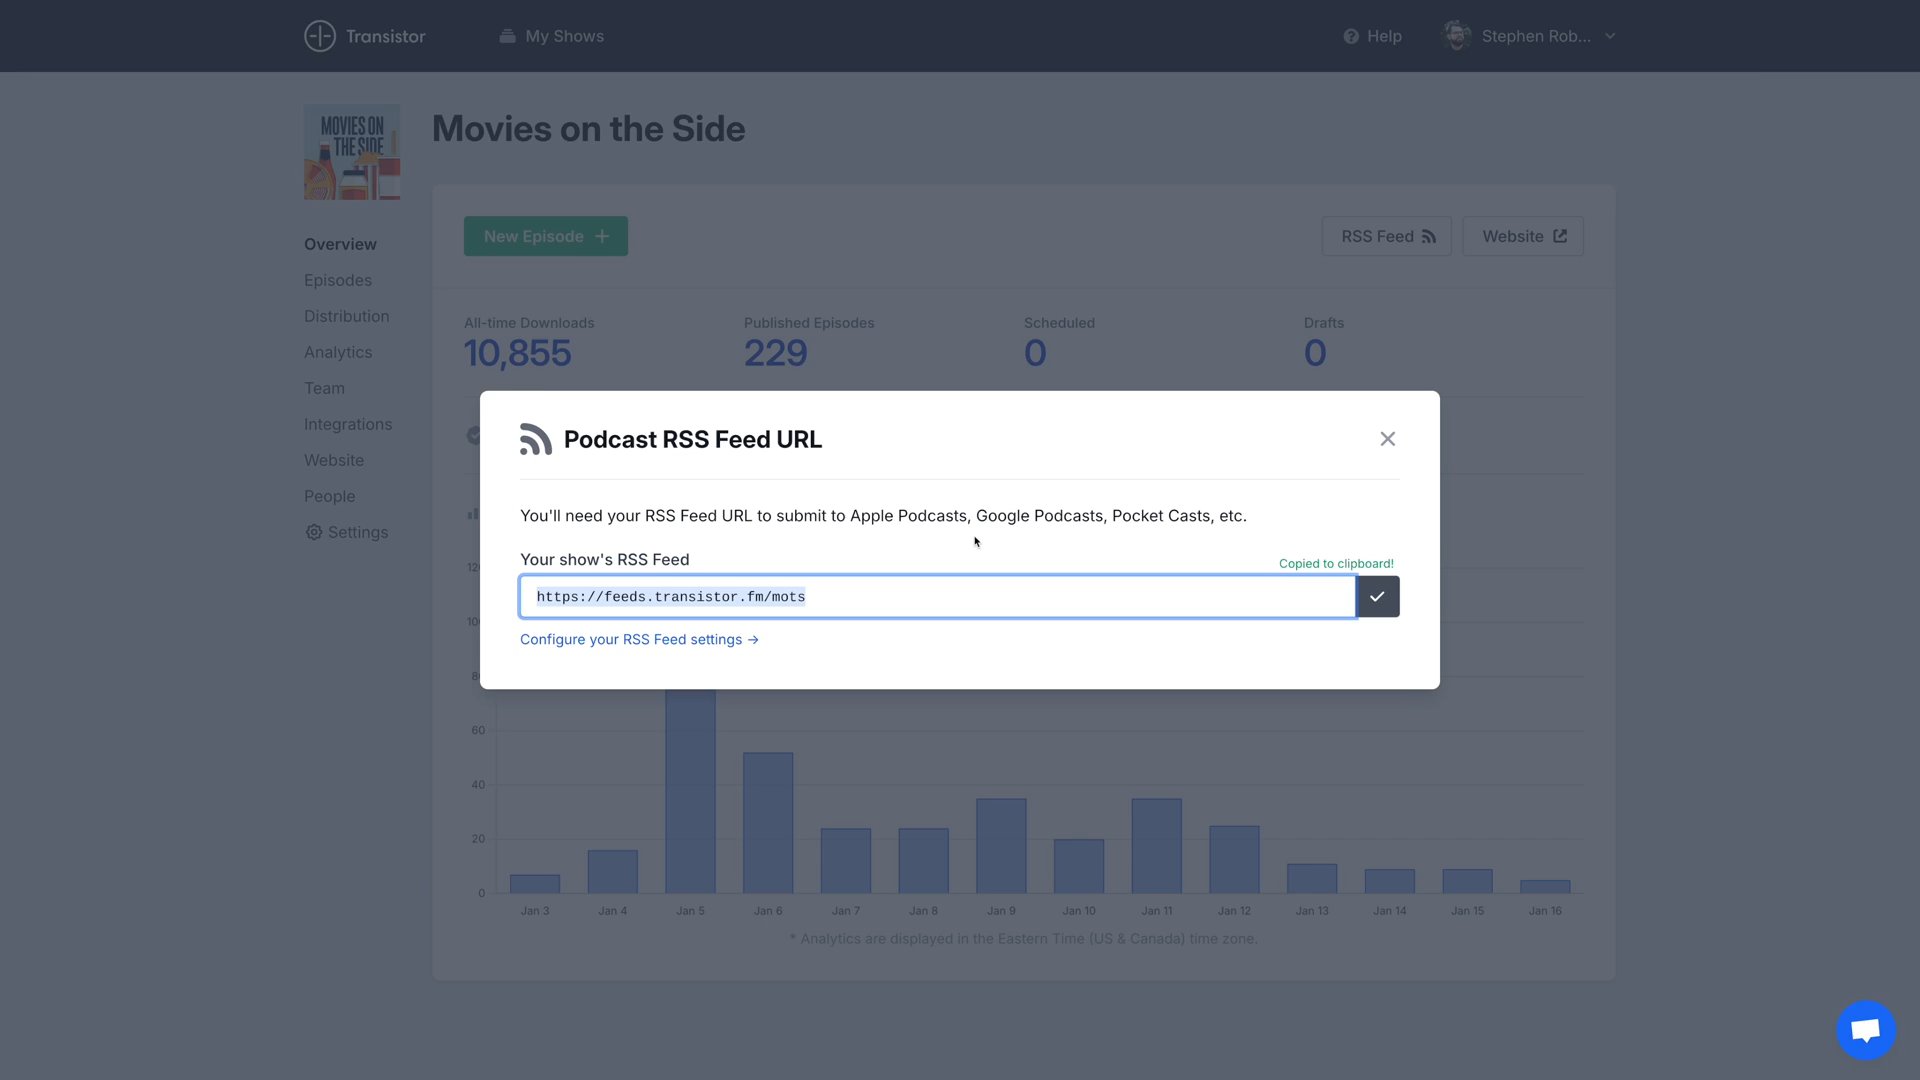 Transistor
My Shows
Help
Stephen Rob...
MOVIES ON
THE SIDE
Movies on the Side
Overview
Episodes
Distribution
Analytics
Team
Integrations
Website
People
Settings
New Episode +
RSS Feed
Website
All-time Downloads
10,855
Published Episodes
229
Scheduled
0
Drafts
0
Podcast RSS Feed URL
You'll need your RSS Feed URL to submit to Apple Podcasts, Google Podcasts, Pocket Casts, etc.
Your show's RSS Feed
Copied to clipboard!
https://feeds.transistor.fm/mots
Configure your RSS Feed settings →
60
40
20
0
Jan 3
Jan 4
Jan 5
Jan 6
Jan 7
Jan 8
Jan 9
Jan 10
Jan 11
Jan 12
Jan 13
Jan 14
Jan 15
Jan 16
* Analytics are displayed in the Eastern Time (US & Canada) time zone.